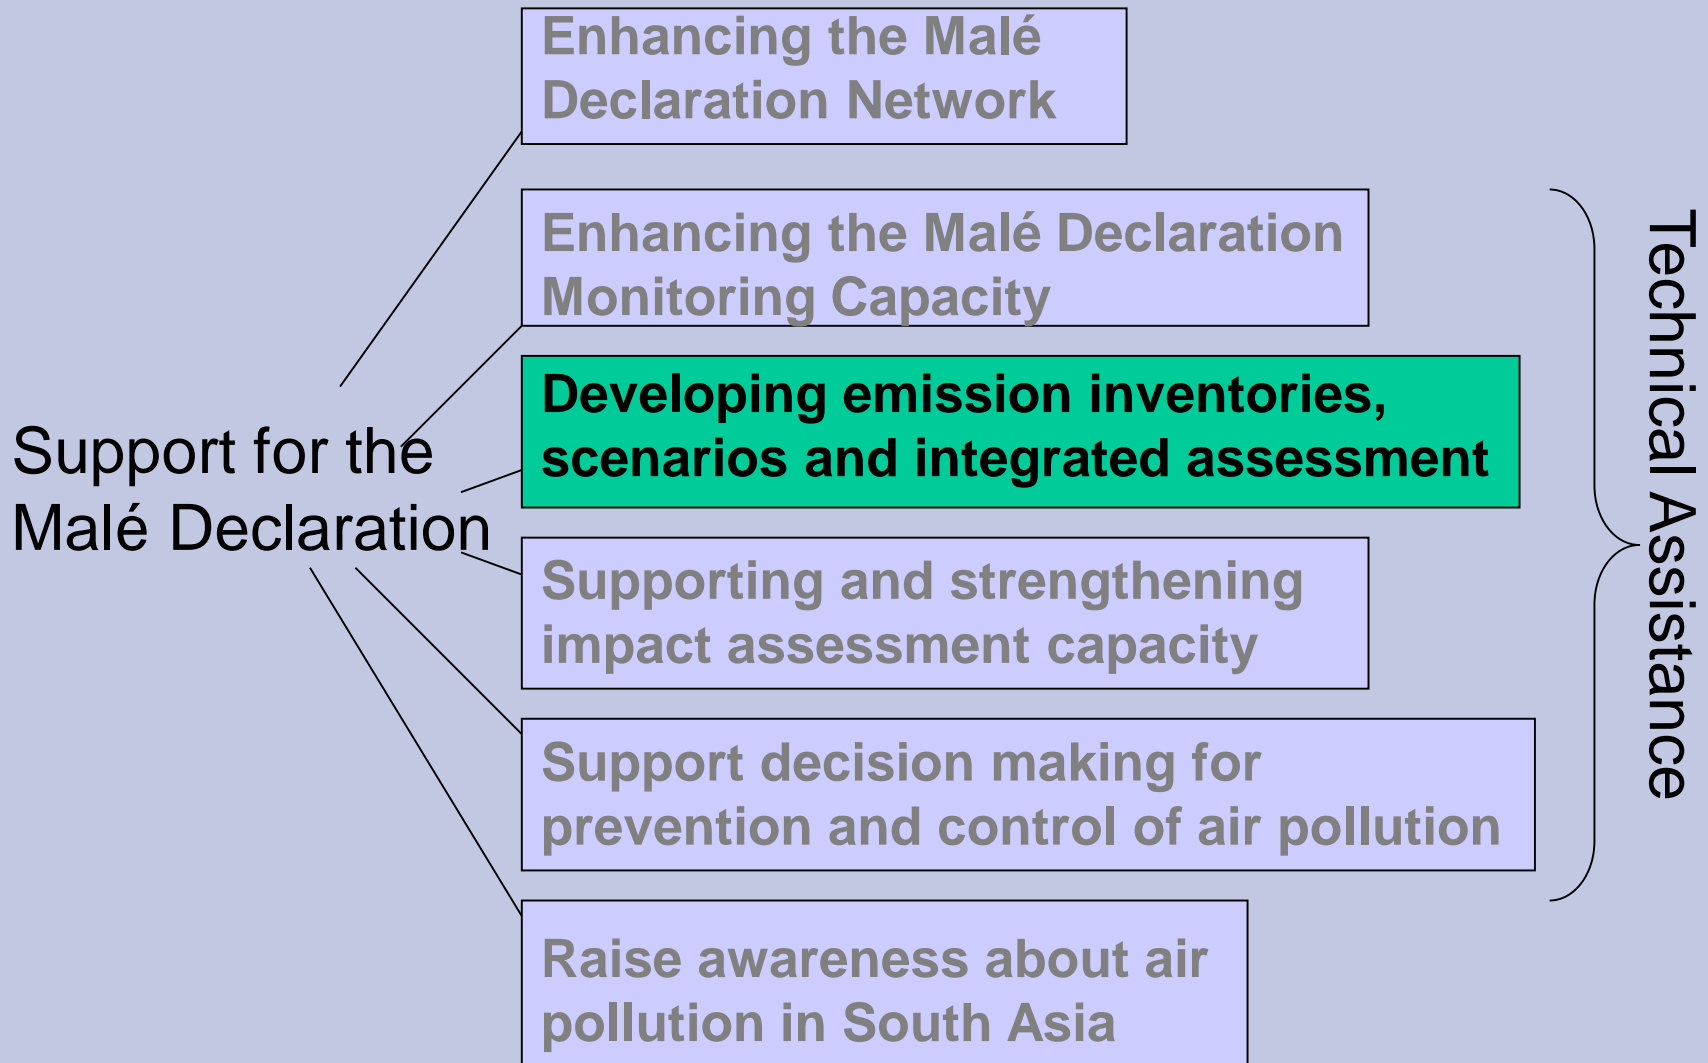 Enhancing the Malé
Declaration Network
Enhancing the Malé Declaration
Monitoring Capacity
Developing emission inventories,
scenarios and integrated assessment
Support for the
Malé Declaration
Supporting and strengthening
impact assessment capacity
Support decision making for
prevention and control of air pollution
Raise awareness about air
pollution in South Asia
Technical Assistance